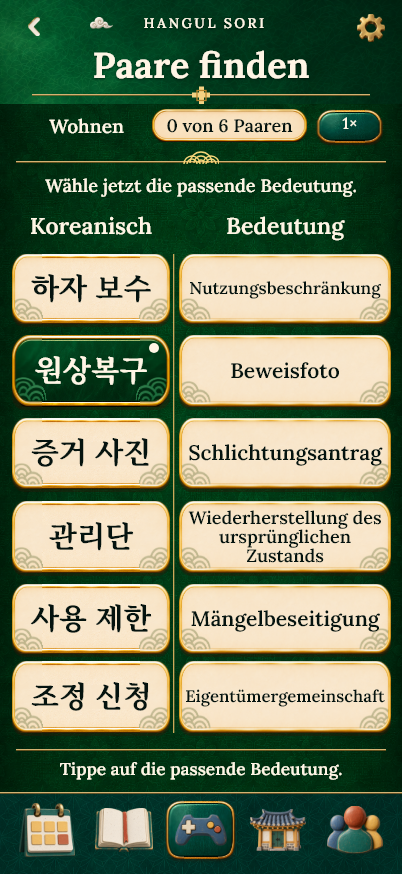 HANGUL SORI
Paare finden
Wohnen
0 von 6 Paaren
1×
Wähle jetzt die passende Bedeutung.
Koreanisch
Bedeutung
하자 보수
Nutzungsbeschränkung
원상복구
Beweisfoto
증거 사진
Schlichtungsantrag
관리단
Wiederherstellung des
ursprünglichen
Zustands
사용 제한
Mängelbeseitigung
조정 신청
Eigentümergemeinschaft
Tippe auf die passende Bedeutung.